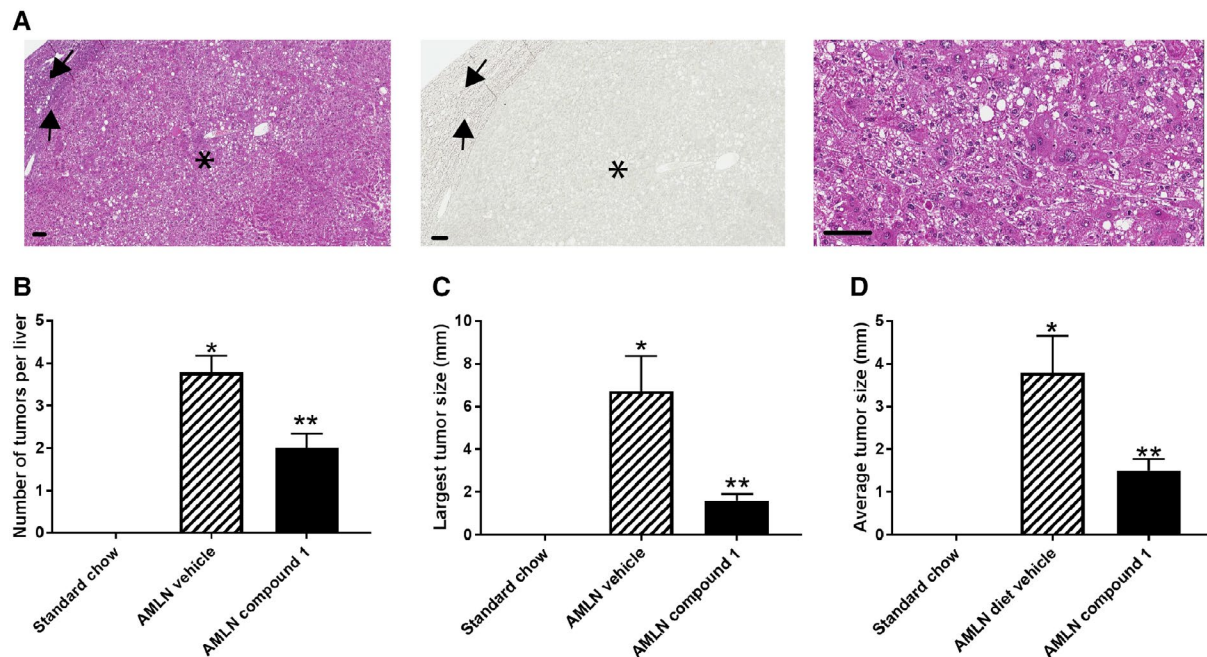 A
*
*
B
Number of tumors per liver
5
4
3
2
1
0
*
**
Standard chow
AMLN vehicle
AMLN compound 1
C
Largest tumor size (mm)
10
8
6
4
2
0
*
**
Standard chow
AMLN vehicle
AMLN compound 1
D
Average tumor size (mm)
5
4
3
2
1
0
*
**
Standard chow
AMLN diet vehicle
AMLN compound 1